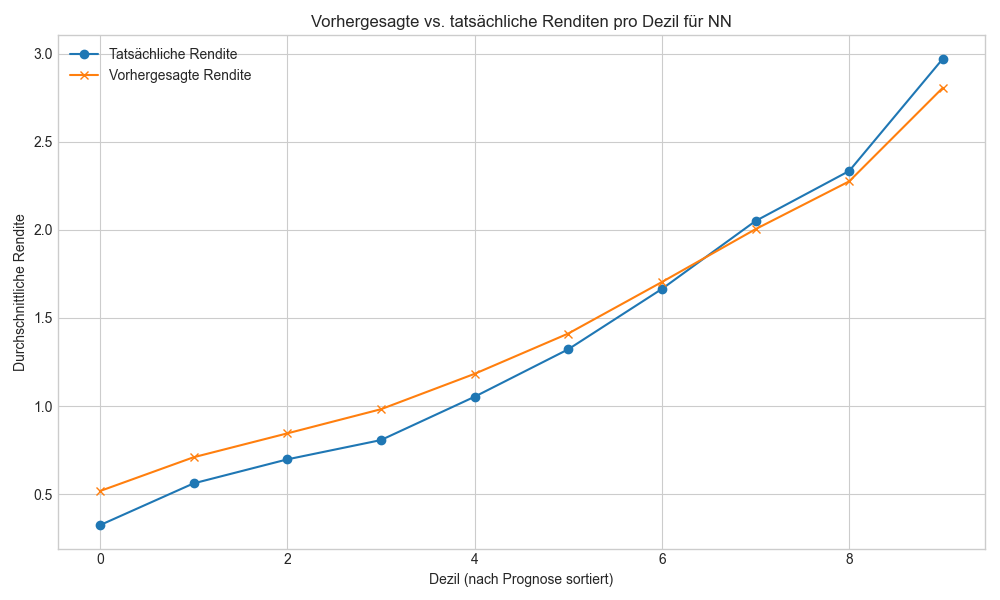 Vorhergesagte vs. tatsächliche Renditen pro Dezil für NN
Tatsächliche Rendite
Vorhergesagte Rendite
Durchschnittliche Rendite
3.0
2.5
2.0
1.5
1.0
0.5
0 2 4 6 8
Dezil (nach Prognose sortiert)